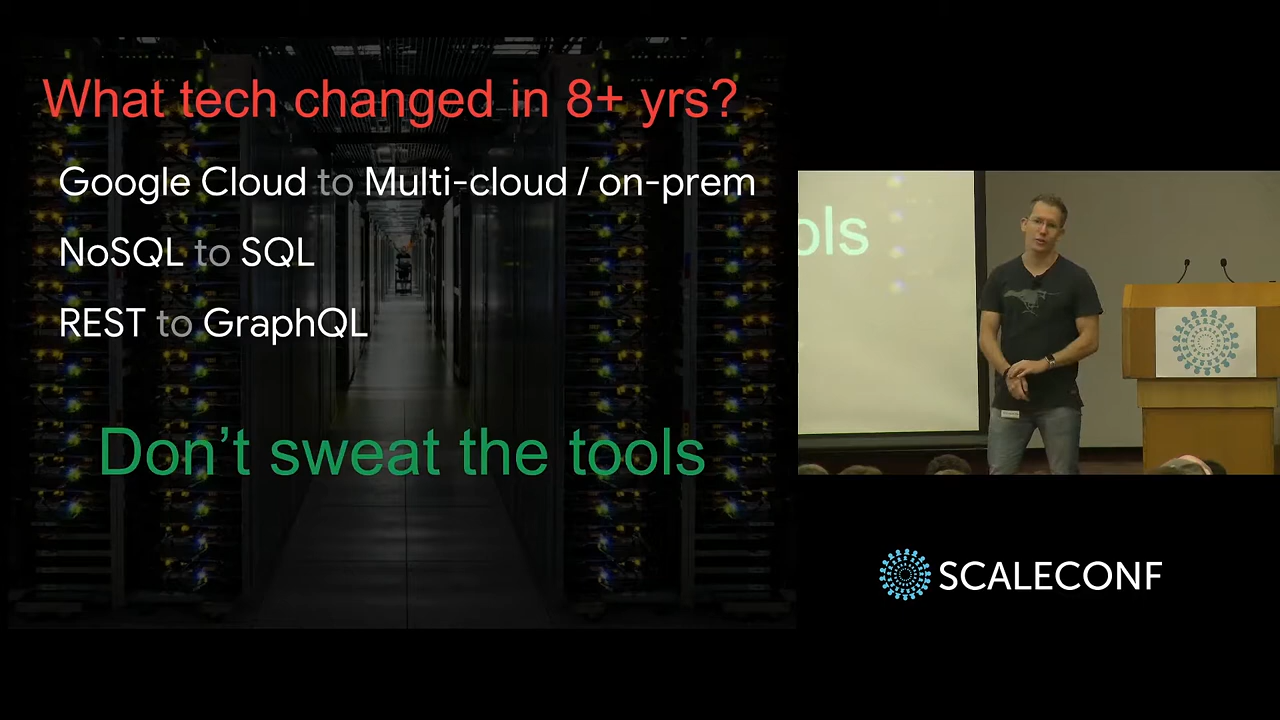 What tech changed in 8+ yrs?
Google Cloud to Multi-cloud / on-prem
NoSQL to SQL
REST to GraphQL
Don't sweat the tools
ols
SCALECONF